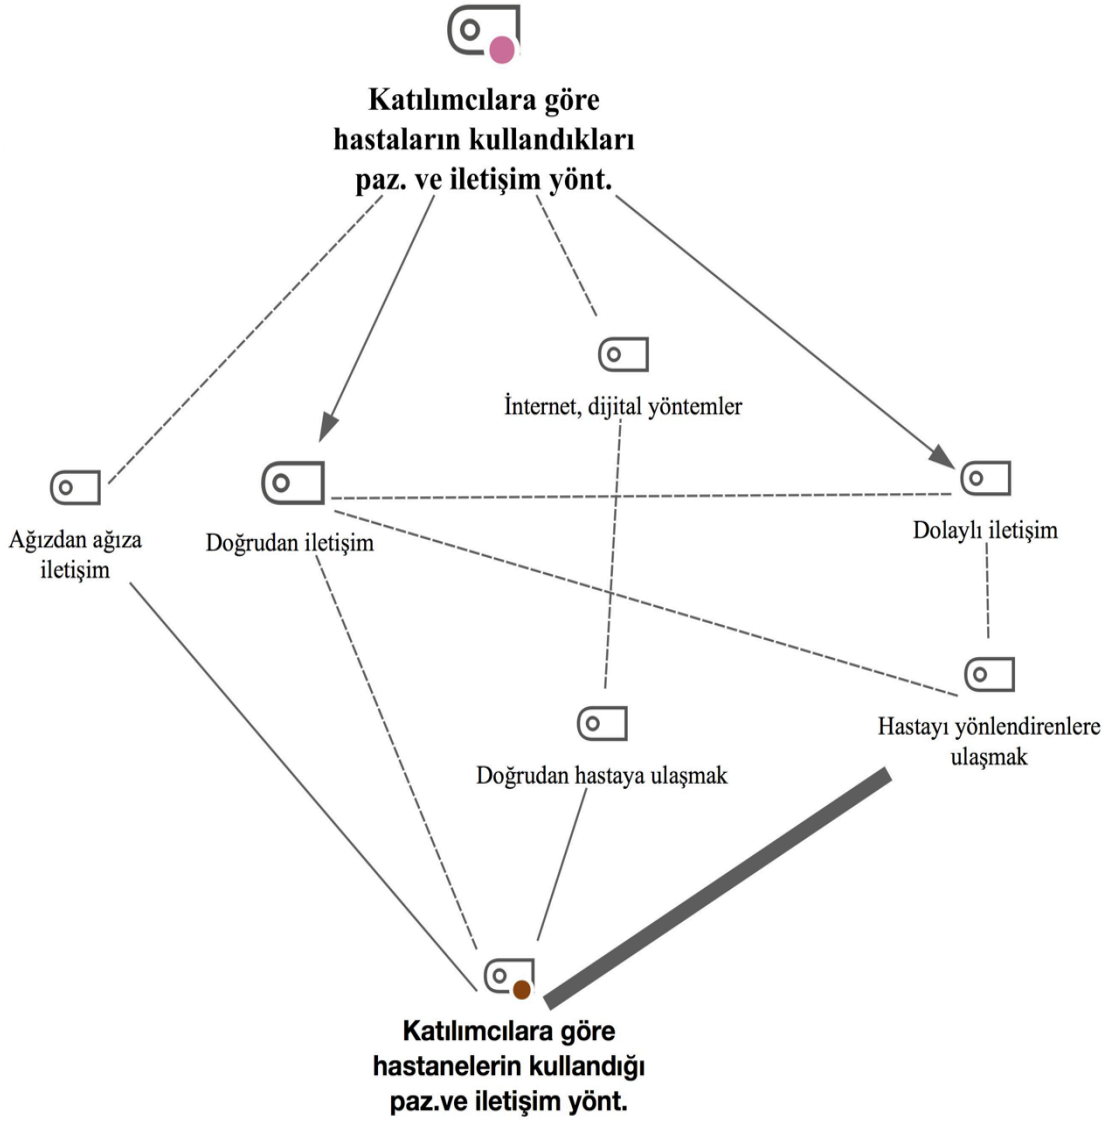 Katılımcılara göre
hastaların kullandıkları
paz. ve iletişim yönt.
İnternet, dijital yöntemler
Ağızdan ağıza
iletişim
Doğrudan iletişim
Dolaylı iletişim
Hastayı yönlendirenlere
ulaşmak
Doğrudan hastaya ulaşmak
Katılımcılara göre
hastanelerin kullandığı
paz.ve iletişim yönt.